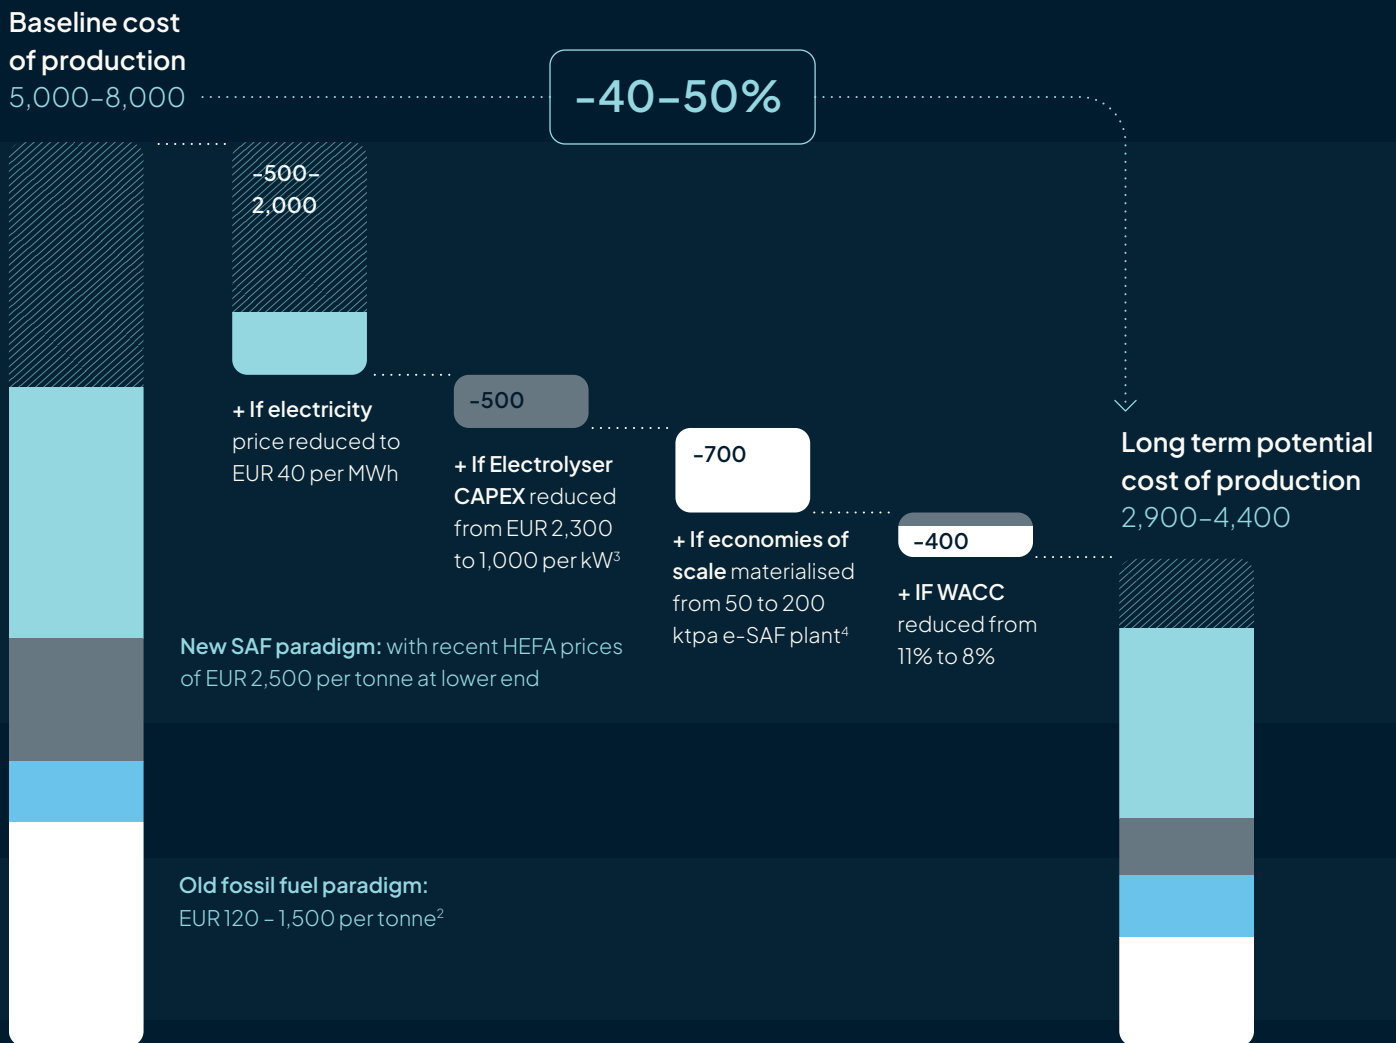 Baseline cost
of production
5,000–8,000
-40–50%
-500–
2,000
+ If electricity
price reduced to
EUR 40 per MWh
-500
+ If Electrolyser
CAPEX reduced
from EUR 2,300
to 1,000 per kW³
-700
+ If economies of
scale materialised
from 50 to 200
ktpa e-SAF plant⁴
-400
+ IF WACC
reduced from
11% to 8%
Long term potential
cost of production
2,900–4,400
New SAF paradigm: with recent HEFA prices
of EUR 2,500 per tonne at lower end
Old fossil fuel paradigm:
EUR 120 – 1,500 per tonne²